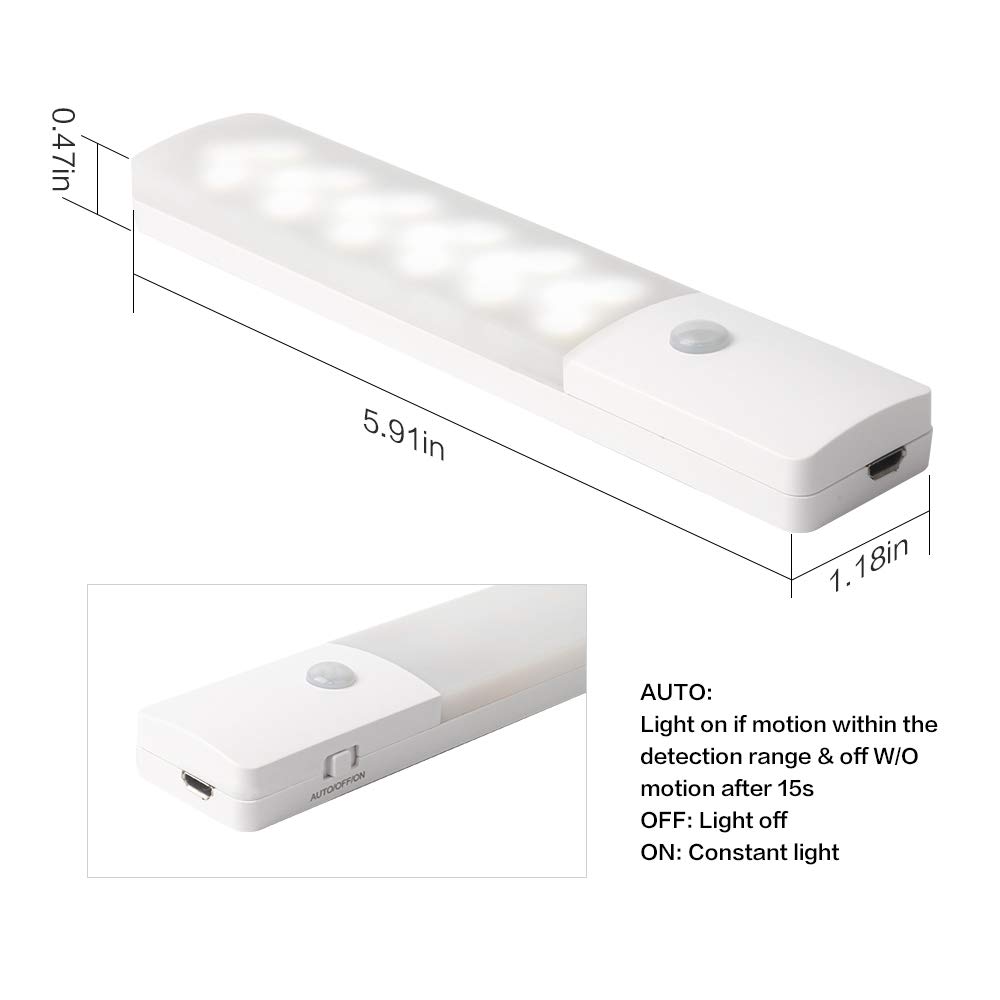 0.47in
5.91in
1.18in
AUTO/OFF/ON
AUTO:
Light on if motion within the
detection range & off W/O
motion after 15s
OFF: Light off
ON: Constant light